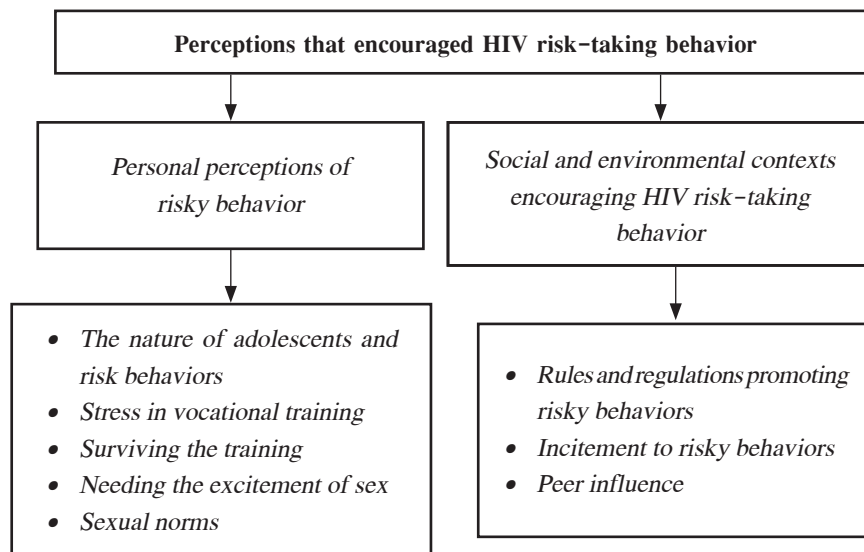 Perceptions that encouraged HIV risk-taking behavior
Personal perceptions of
risky behavior
Social and environmental contexts
encouraging HIV risk-taking
behavior
• The nature of adolescents and
risk behaviors
• Stress in vocational training
• Surviving the training
• Needing the excitement of sex
• Sexual norms
• Rules and regulations promoting
risky behaviors
• Incitement to risky behaviors
• Peer influence